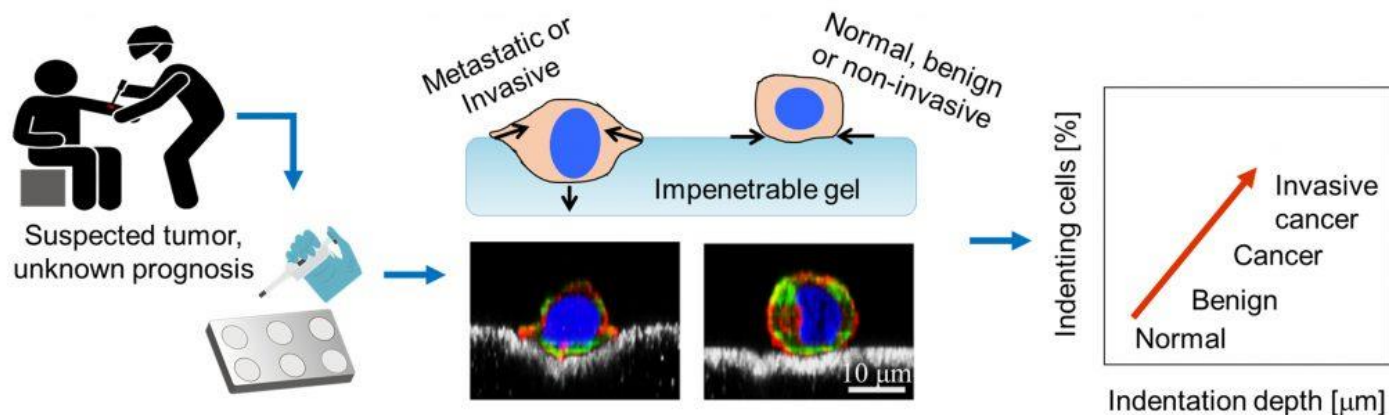 Suspected tumor,
unknown prognosis
Metastatic or
Invasive
Normal, benign
or non-invasive
Impenetrable gel
10 μm
Indenting cells [%]
Invasive
cancer
Cancer
Benign
Normal
Indentation depth [μm]